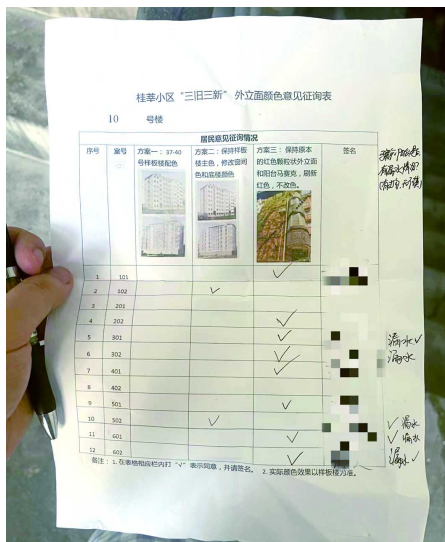 桂莘小区“三旧三新”外立面颜色意见征询表
10 号楼
居民意见征询情况
序号 室号 方案一：37-40号样板楼配色 方案二：保持样板楼主色，修改窗间色和底楼颜色 方案三：保持原本的红色颗粒状外立面和阳台马赛克，刷新红色，不改色。 签名
1 101 ✓
2 102 ✓
3 201
4 202 ✓
5 301 ✓ 漏水 ✓
6 302 ✓ 漏水
7 401 ✓
8 402
9 501 ✓
10 502 ✓ ✓ 漏水
11 601 ✓ ✓ 漏水
12 602 ✓ 漏水 ✓
备注：1. 在表格相应栏内打“√”表示同意，并请签名。 2. 实际颜色效果以样板楼为准。